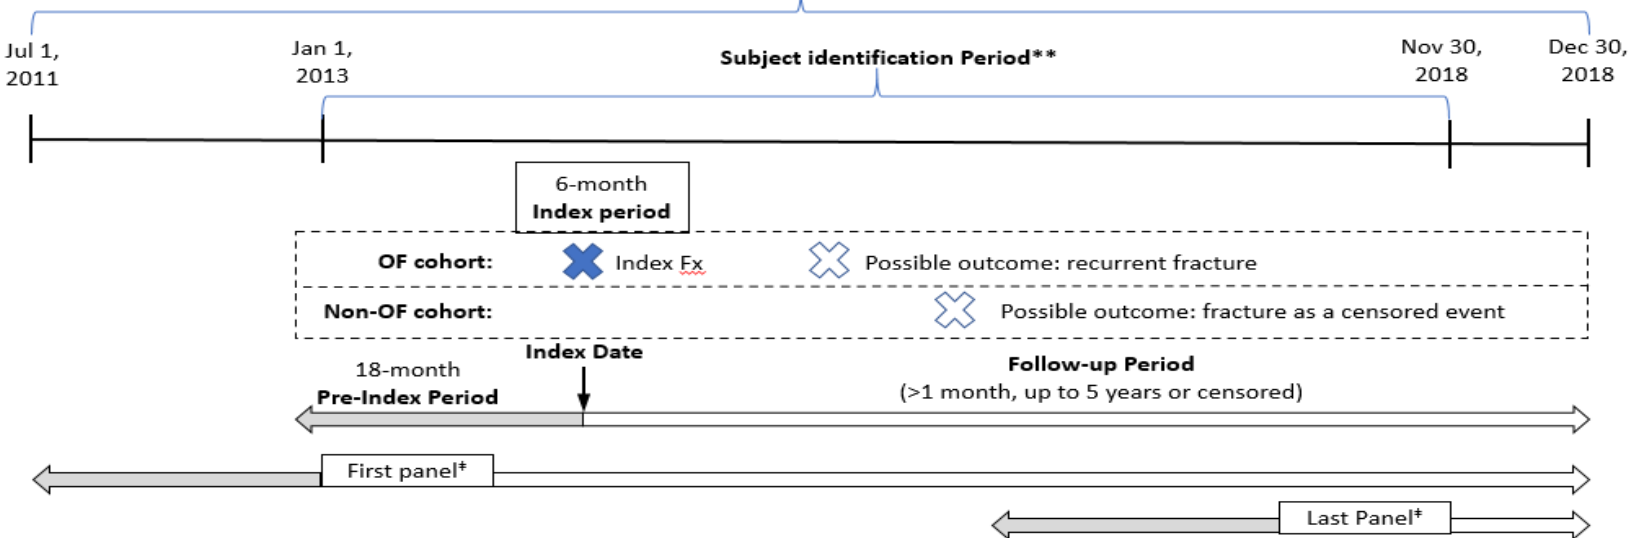 Jul 1,
2011
Jan 1,
2013
Subject identification Period**
Nov 30,
2018
Dec 30,
2018
6-month
Index period
OF cohort:
Index Fx
Possible outcome: recurrent fracture
Non-OF cohort:
Possible outcome: fracture as a censored event
Index Date
18-month
Pre-Index Period
Follow-up Period
(>1 month, up to 5 years or censored)
First panel‡
Last Panel‡